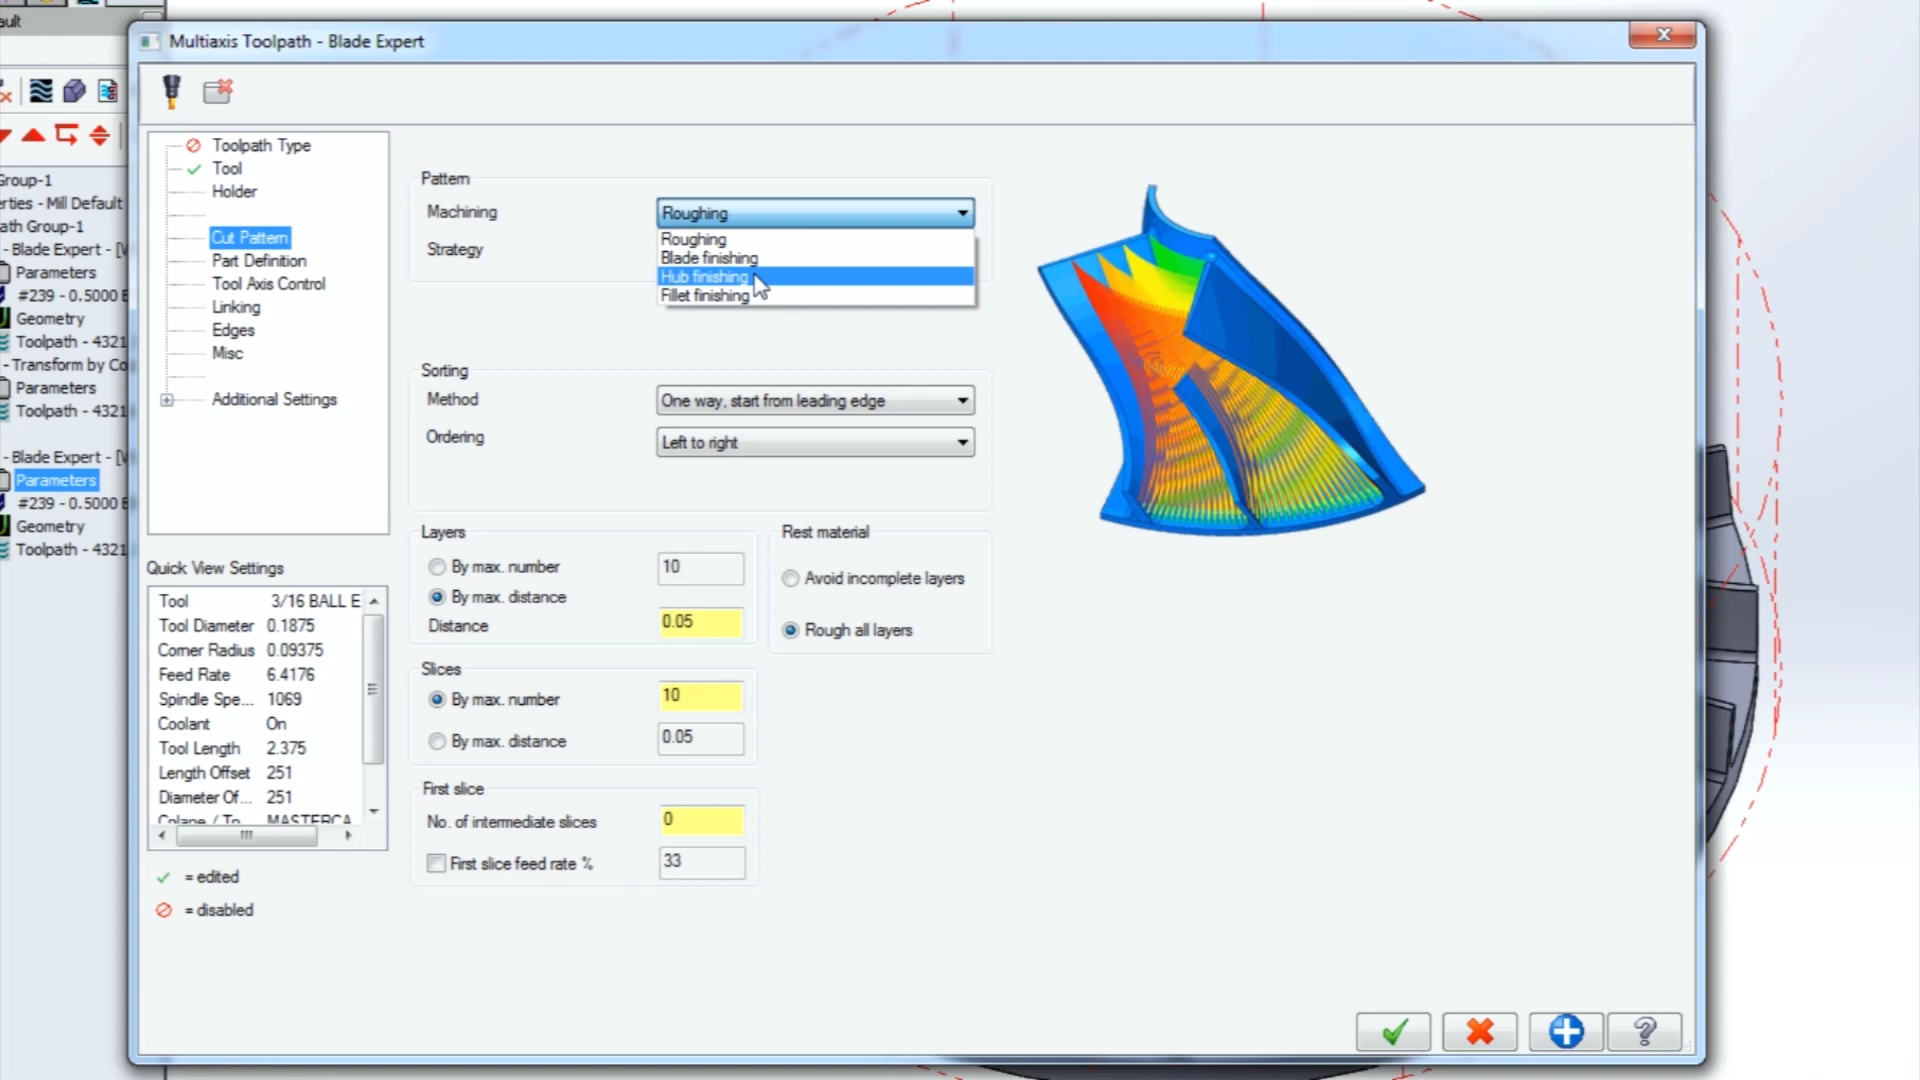 ault
Multiaxis Toolpath - Blade Expert
Group-1
erties - Mill Default
ath Group-1
- Blade Expert - [W
Parameters
#239 - 0.5000 E
Geometry
Toolpath - 4321
- Transform by Co
Parameters
Toolpath - 4321
- Blade Expert - [W
Parameters
#239 - 0.5000 E
Geometry
Toolpath - 4321
Toolpath Type
Tool
Holder
Cut Pattern
Part Definition
Tool Axis Control
Linking
Edges
Misc
Additional Settings
Quick View Settings
Tool 3/16 BALL E
Tool Diameter 0.1875
Corner Radius 0.09375
Feed Rate 6.4176
Spindle Spe... 1069
Coolant On
Tool Length 2.375
Length Offset 251
Diameter Of... 251
Cplane / Tp... MASTERCA
= edited
= disabled
Pattern
Machining Roughing
Roughing
Blade finishing
Hub finishing
Fillet finishing
Strategy
Sorting
Method One way, start from leading edge
Ordering Left to right
Layers
By max. number 10
By max. distance
Distance 0.05
Rest material
Avoid incomplete layers
Rough all layers
Slices
By max. number 10
By max. distance 0.05
First slice
No. of intermediate slices 0
First slice feed rate % 33